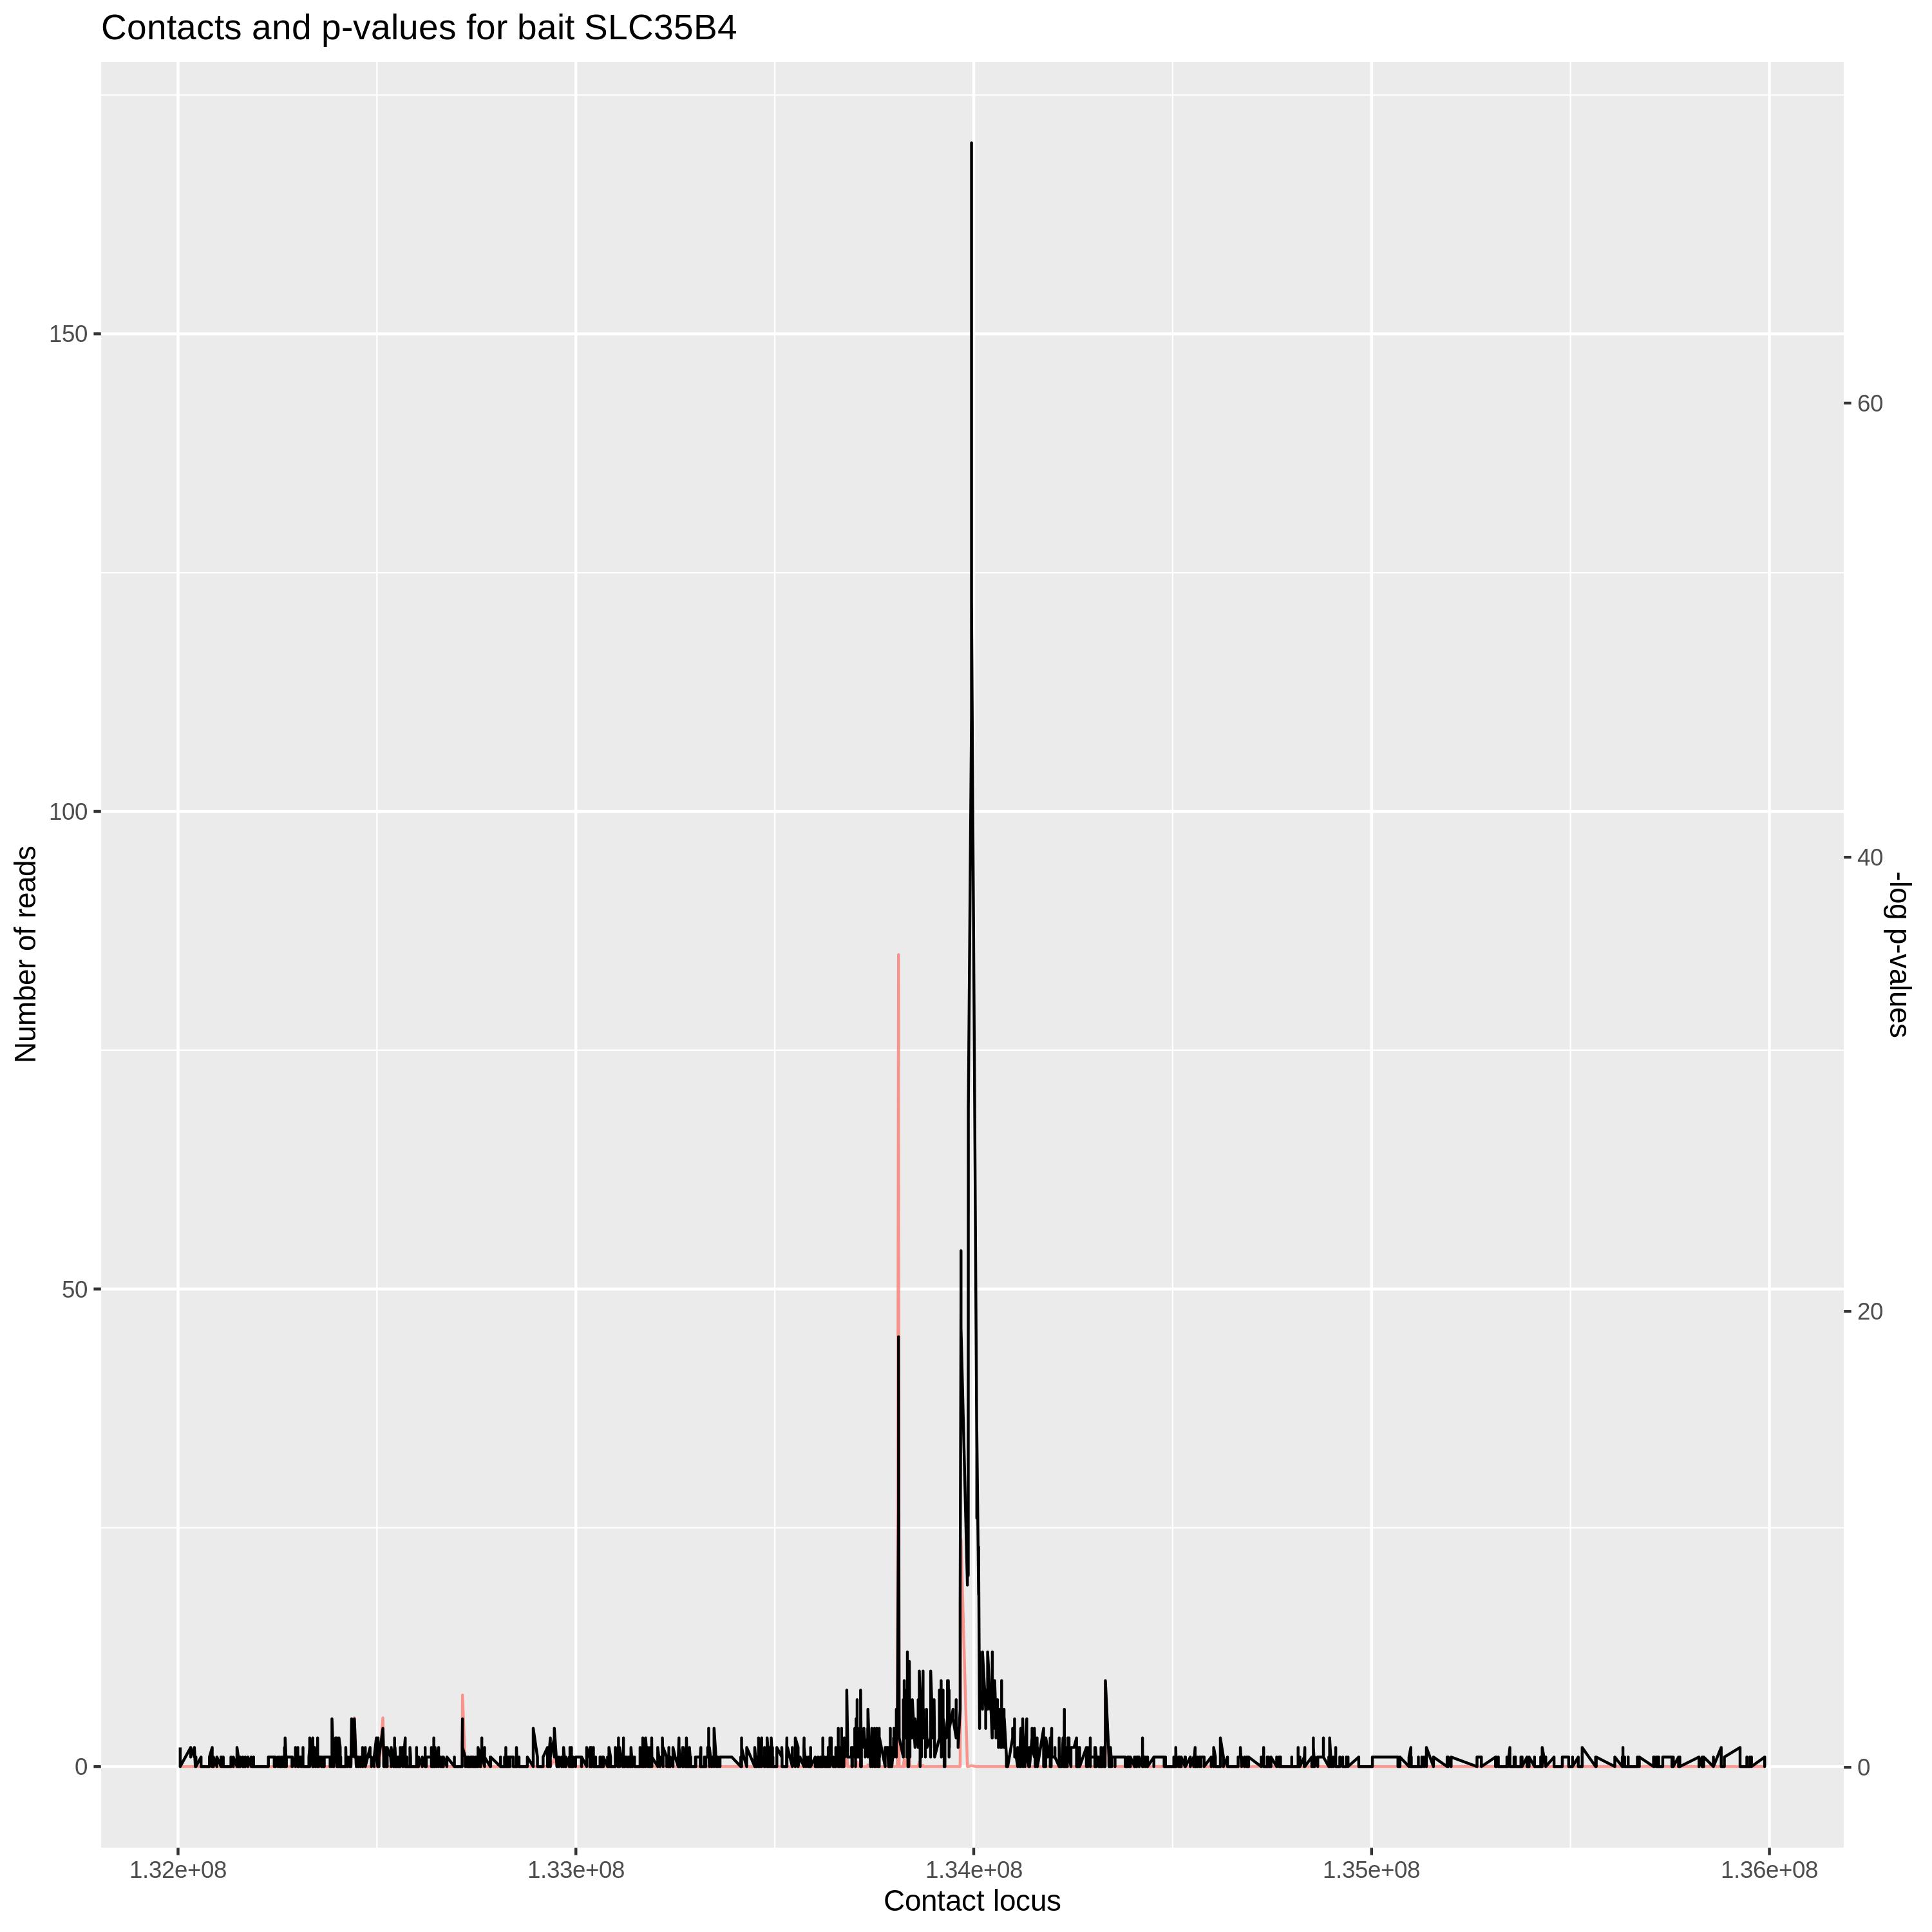 Contacts and p-values for bait SLC35B4
150
100
50
0
Number of reads
60
40
20
0
-log p-values
1.32e+08 1.33e+08 1.34e+08 1.35e+08 1.36e+08
Contact locus